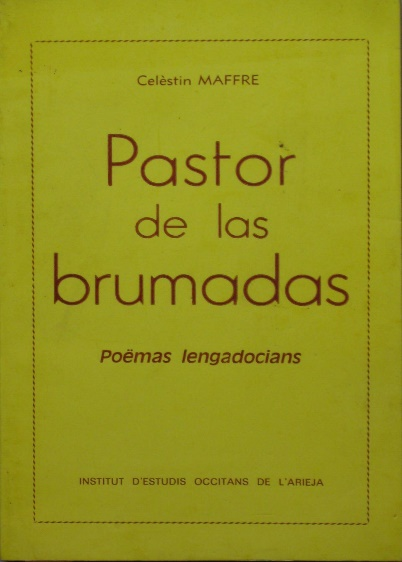 Celèstin MAFFRE
Pastor
de las
brumadas
Poëmas lengadocians
INSTITUT D'ESTUDIS OCCITANS DE L'ARIEJA